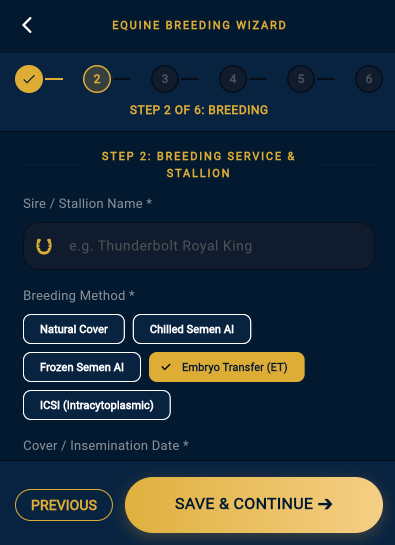 EQUINE BREEDING WIZARD
2 3 4 5 6
STEP 2 OF 6: BREEDING
STEP 2: BREEDING SERVICE &
STALLION
Sire / Stallion Name *
e.g. Thunderbolt Royal King
Breeding Method *
Natural Cover Chilled Semen AI
Frozen Semen AI Embryo Transfer (ET)
ICSI (Intracytoplasmic)
Cover / Insemination Date *
PREVIOUS SAVE & CONTINUE →